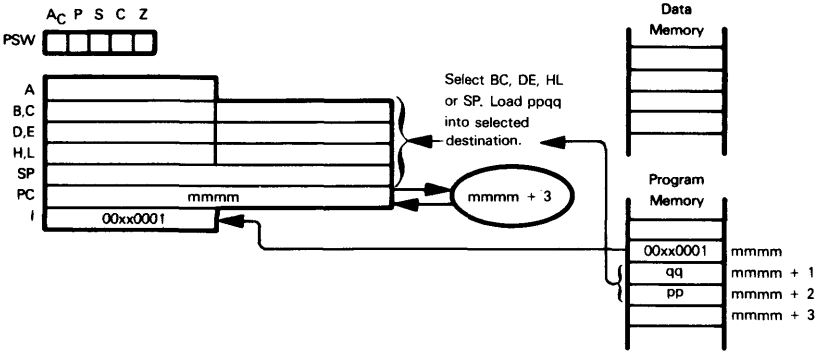 AC P S C Z
PSW
A
B,C
D,E
H,L
SP
PC mmmm
I 00xx0001
Select BC, DE, HL
or SP. Load ppqq
into selected
destination.
mmmm + 3
Data
Memory
Program
Memory
00xx0001 mmmm
qq mmmm + 1
pp mmmm + 2
mmmm + 3